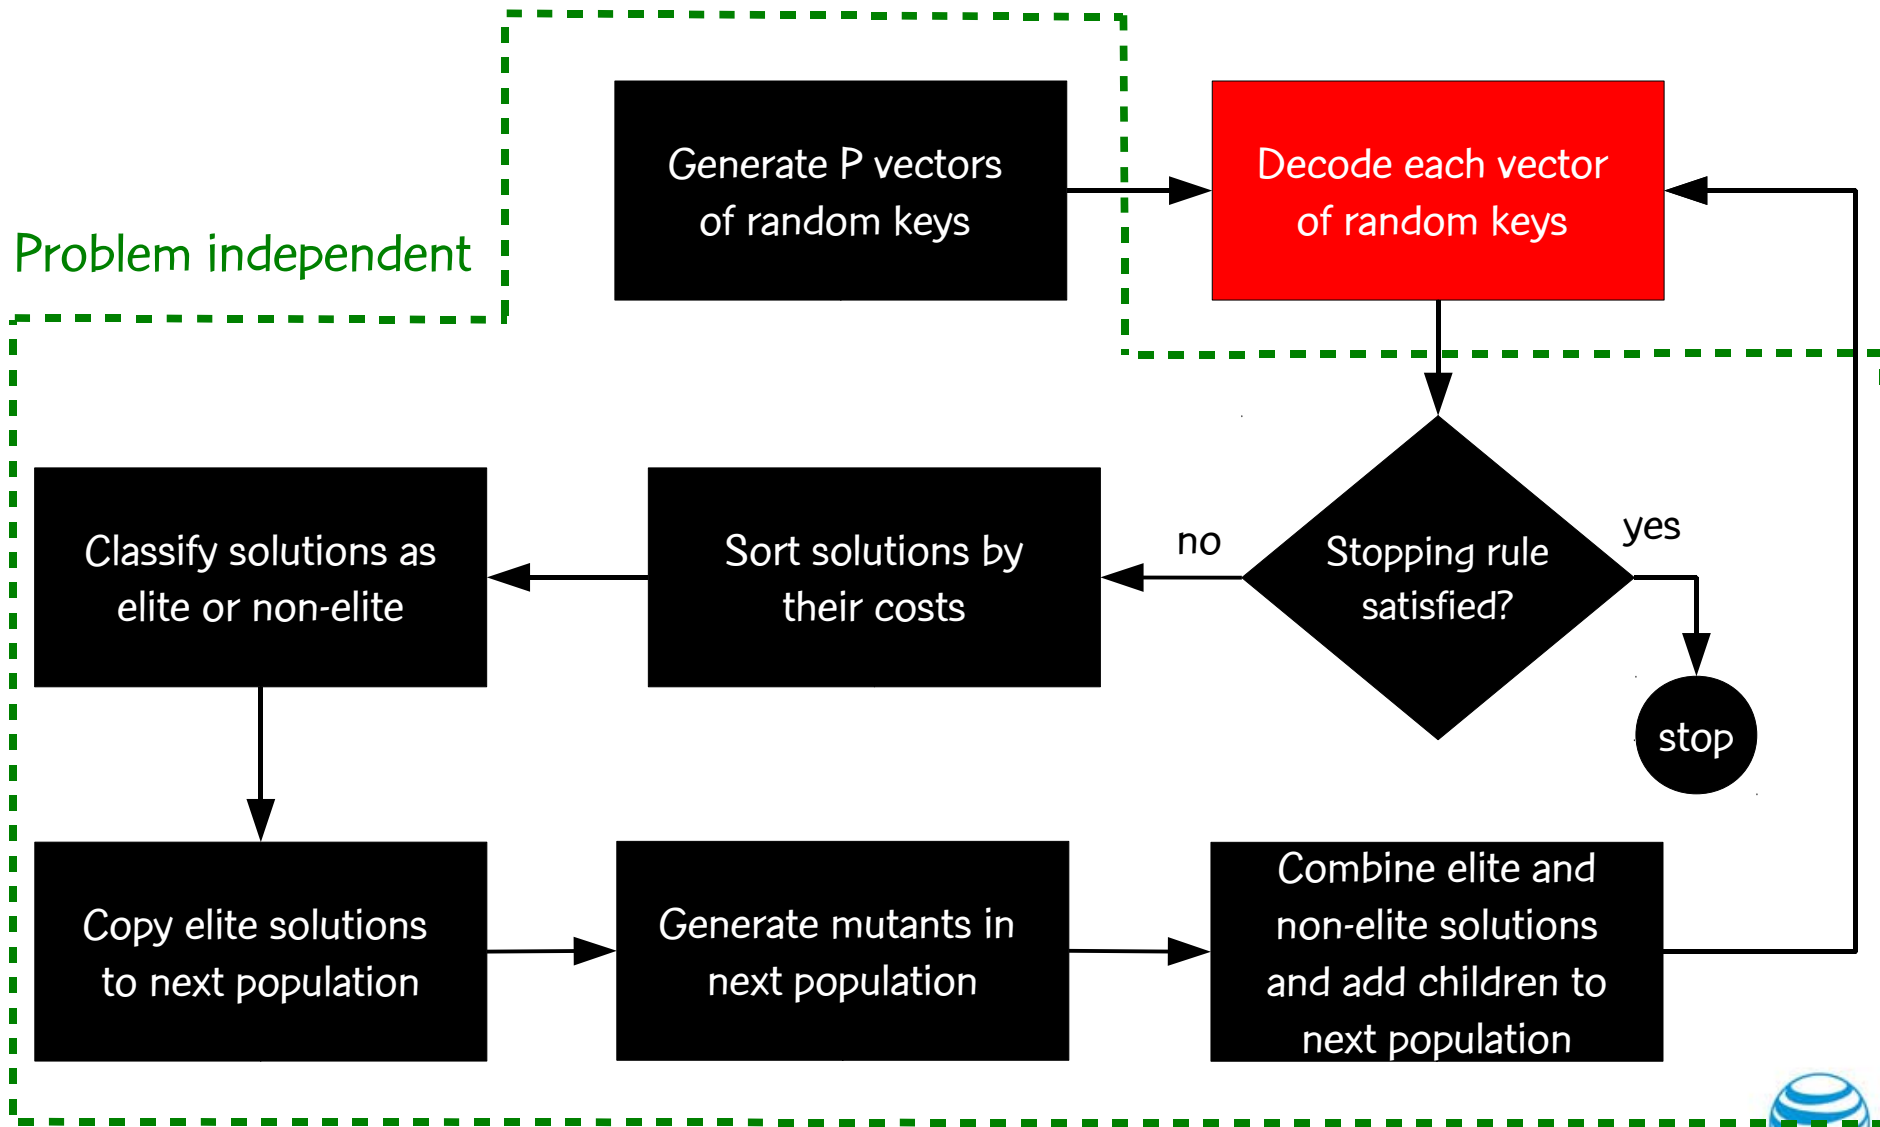 Generate P vectors
of random keys
Decode each vector
of random keys
Problem independent
Classify solutions as
elite or non-elite
Sort solutions by
their costs
no
Stopping rule
satisfied?
yes
stop
Copy elite solutions
to next population
Generate mutants in
next population
Combine elite and
non-elite solutions
and add children to
next population